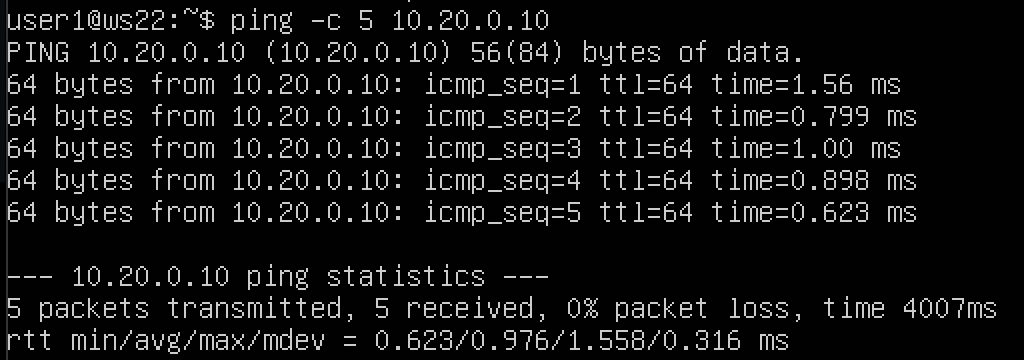 user1@ws22:~$ ping -c 5 10.20.0.10
PING 10.20.0.10 (10.20.0.10) 56(84) bytes of data.
64 bytes from 10.20.0.10: icmp_seq=1 ttl=64 time=1.56 ms
64 bytes from 10.20.0.10: icmp_seq=2 ttl=64 time=0.799 ms
64 bytes from 10.20.0.10: icmp_seq=3 ttl=64 time=1.00 ms
64 bytes from 10.20.0.10: icmp_seq=4 ttl=64 time=0.898 ms
64 bytes from 10.20.0.10: icmp_seq=5 ttl=64 time=0.623 ms
--- 10.20.0.10 ping statistics ---
5 packets transmitted, 5 received, 0% packet loss, time 4007ms
rtt min/avg/max/mdev = 0.623/0.976/1.558/0.316 ms